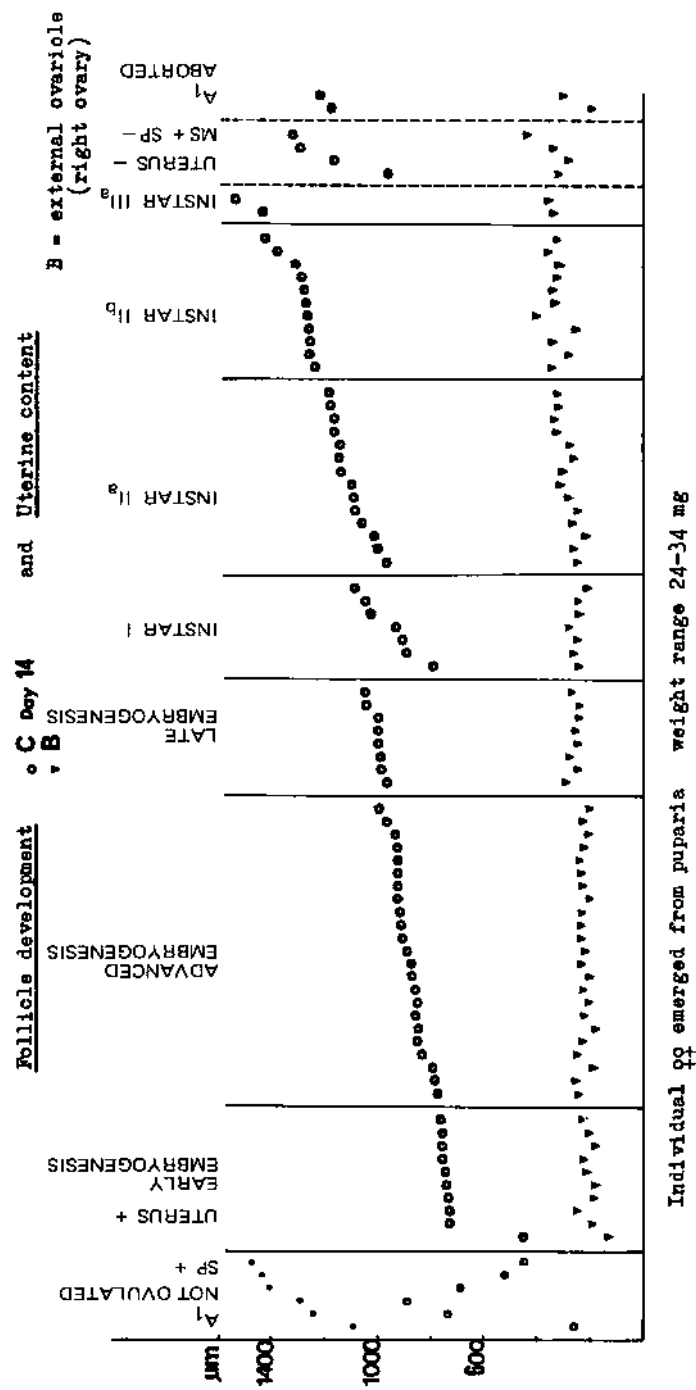 Follicle development
○ C Day 14
▼ B
and Uterine content
B = external ovariole
(right ovary)
A1
NOT OVULATED
SP +
UTERUS +
EARLY
EMBRYOGENESIS
ADVANCED
EMBRYOGENESIS
LATE
EMBRYOGENESIS
INSTAR I
INSTAR IIa
INSTAR IIb
INSTAR IIIa
UTERUS -
MS + SP -
A1
ABORTED
µm
1400
1000
600
Individual ♀♀ emerged from puparia weight range 24-34 mg